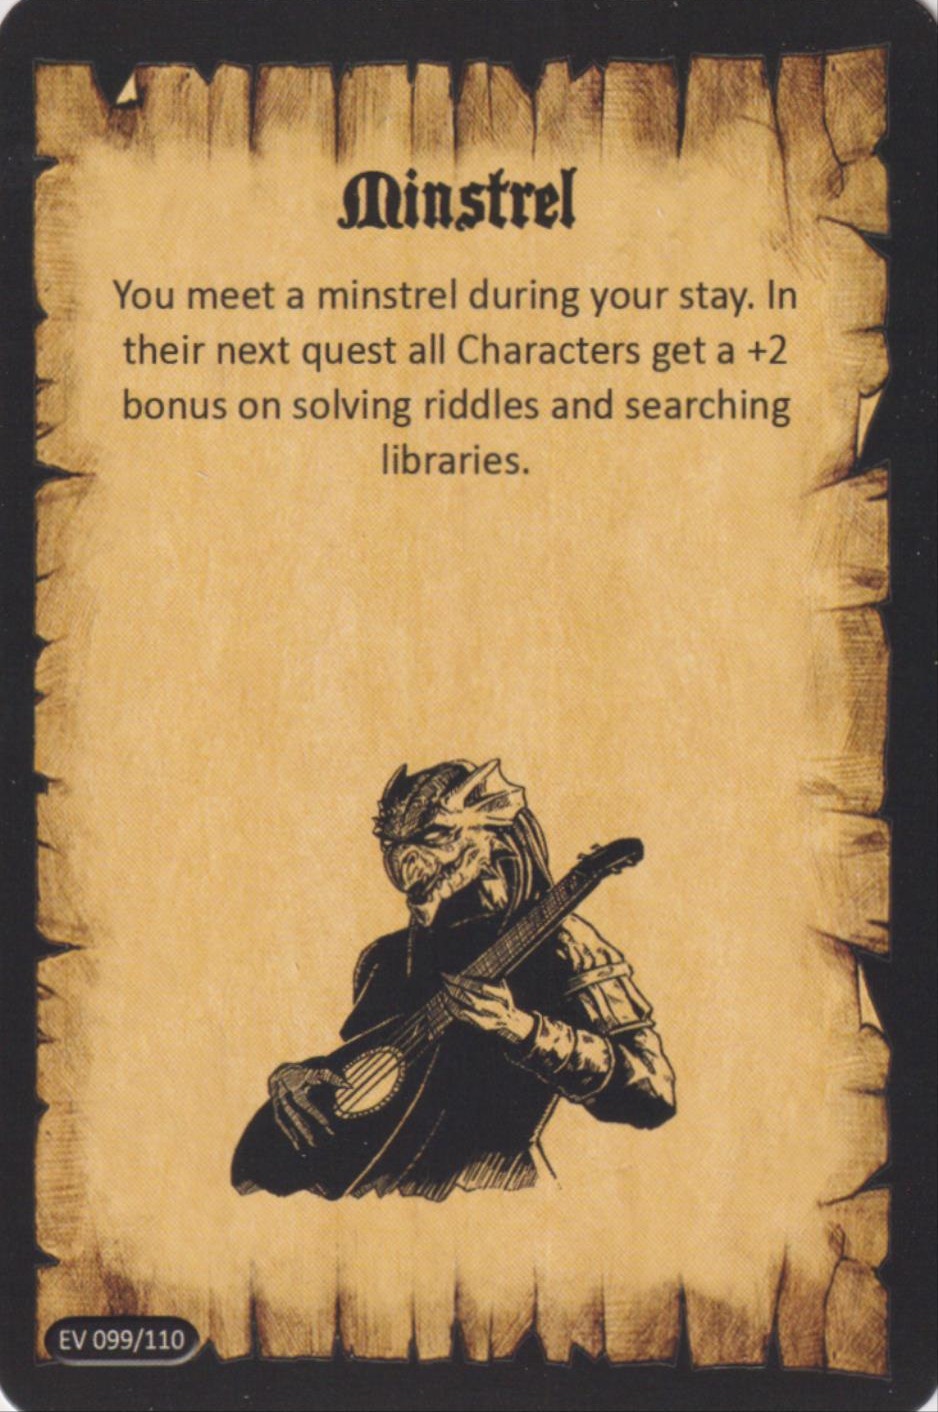 Minstrel
You meet a minstrel during your stay. In
their next quest all Characters get a +2
bonus on solving riddles and searching
libraries.
EV 099/110